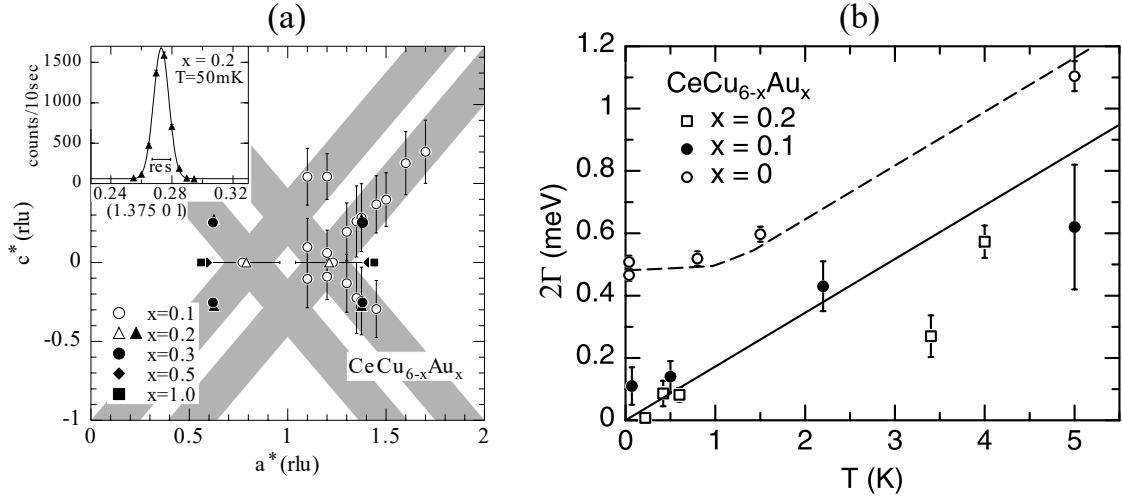 (a)
counts/10sec
1500
1000
500
0
x = 0.2
T=50mK
res
0.24
0.28
0.32
(1.375 0 l)
c* (rlu)
0
-0.5
-1
x=0.1
x=0.2
x=0.3
x=0.5
x=1.0
CeCu6-xAux
0
0.5
1
1.5
2
a* (rlu)
(b)
2Γ (meV)
1.2
1
0.8
0.6
0.4
0.2
0
CeCu6-xAux
x = 0.2
x = 0.1
x = 0
0
1
2
3
4
5
T (K)